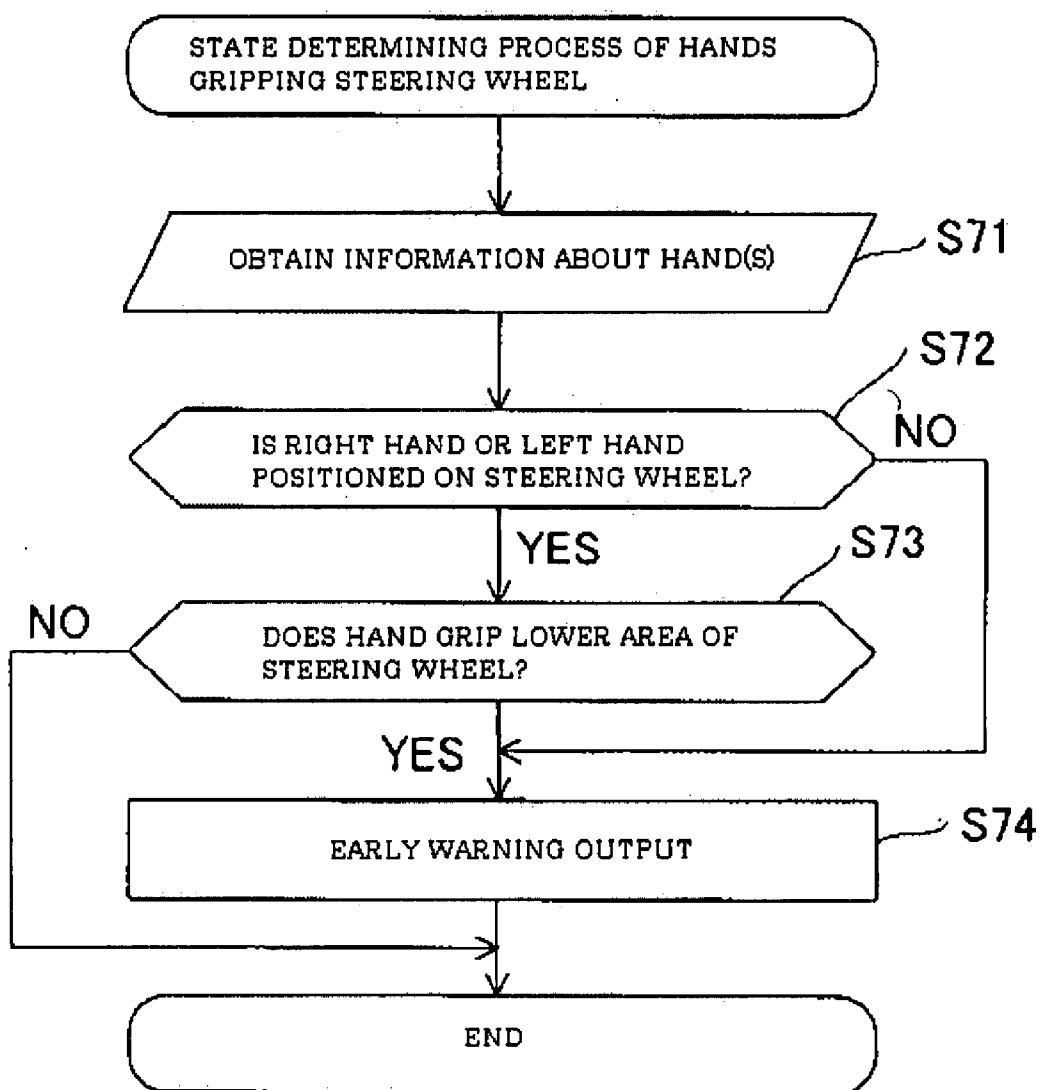 STATE DETERMINING PROCESS OF HANDS
GRIPPING STEERING WHEEL
OBTAIN INFORMATION ABOUT HAND(S)
S71
S72
IS RIGHT HAND OR LEFT HAND
POSITIONED ON STEERING WHEEL?
NO
YES
S73
NO
DOES HAND GRIP LOWER AREA OF
STEERING WHEEL?
YES
EARLY WARNING OUTPUT
S74
END